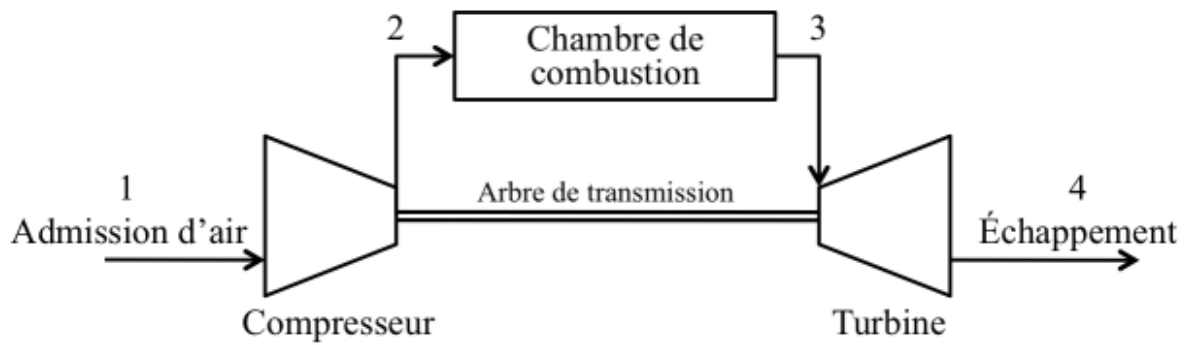 2
Chambre de
combustion
3
1
Admission d’air
Arbre de transmission
4
Échappement
Compresseur
Turbine